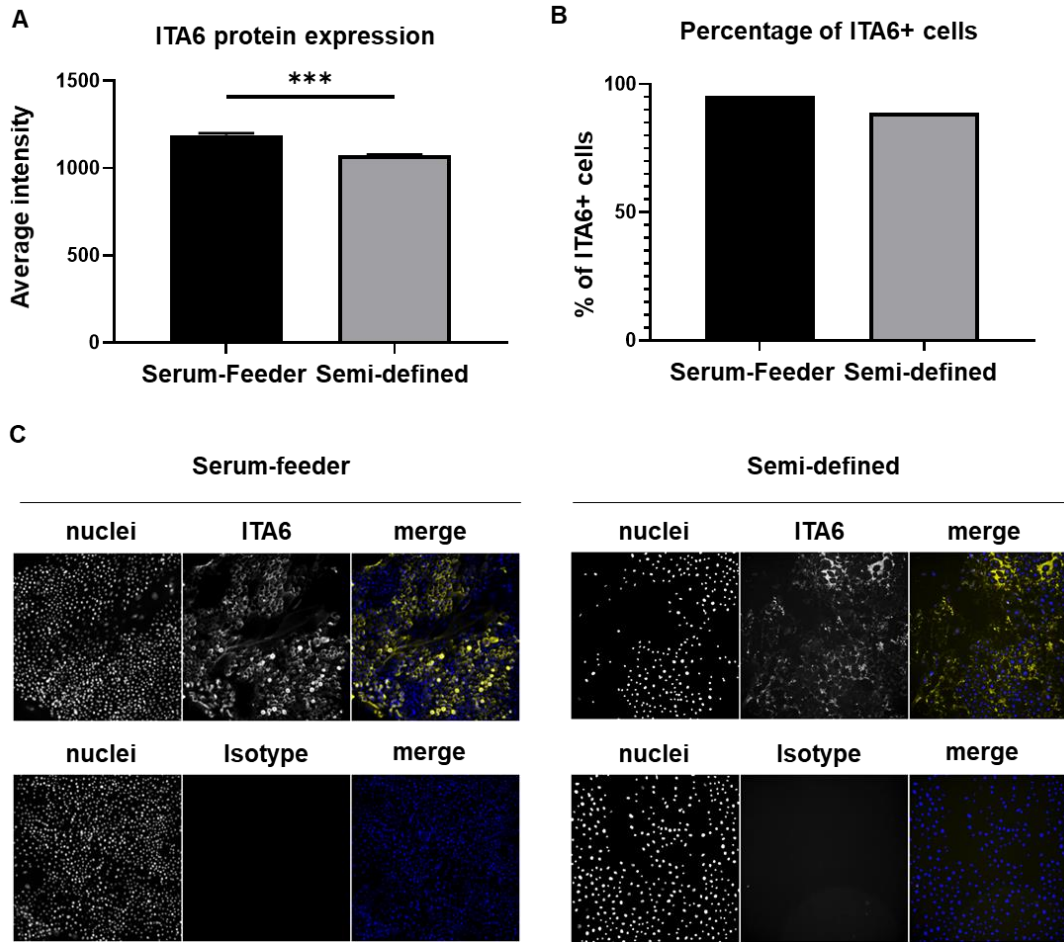 A
ITA6 protein expression
***
Average intensity
1500
1000
500
0
Serum-Feeder Semi-defined
B
Percentage of ITA6+ cells
% of ITA6+ cells
100
50
0
Serum-Feeder Semi-defined
C
Serum-feeder
nuclei ITA6 merge
nuclei Isotype merge
Semi-defined
nuclei ITA6 merge
nuclei Isotype merge